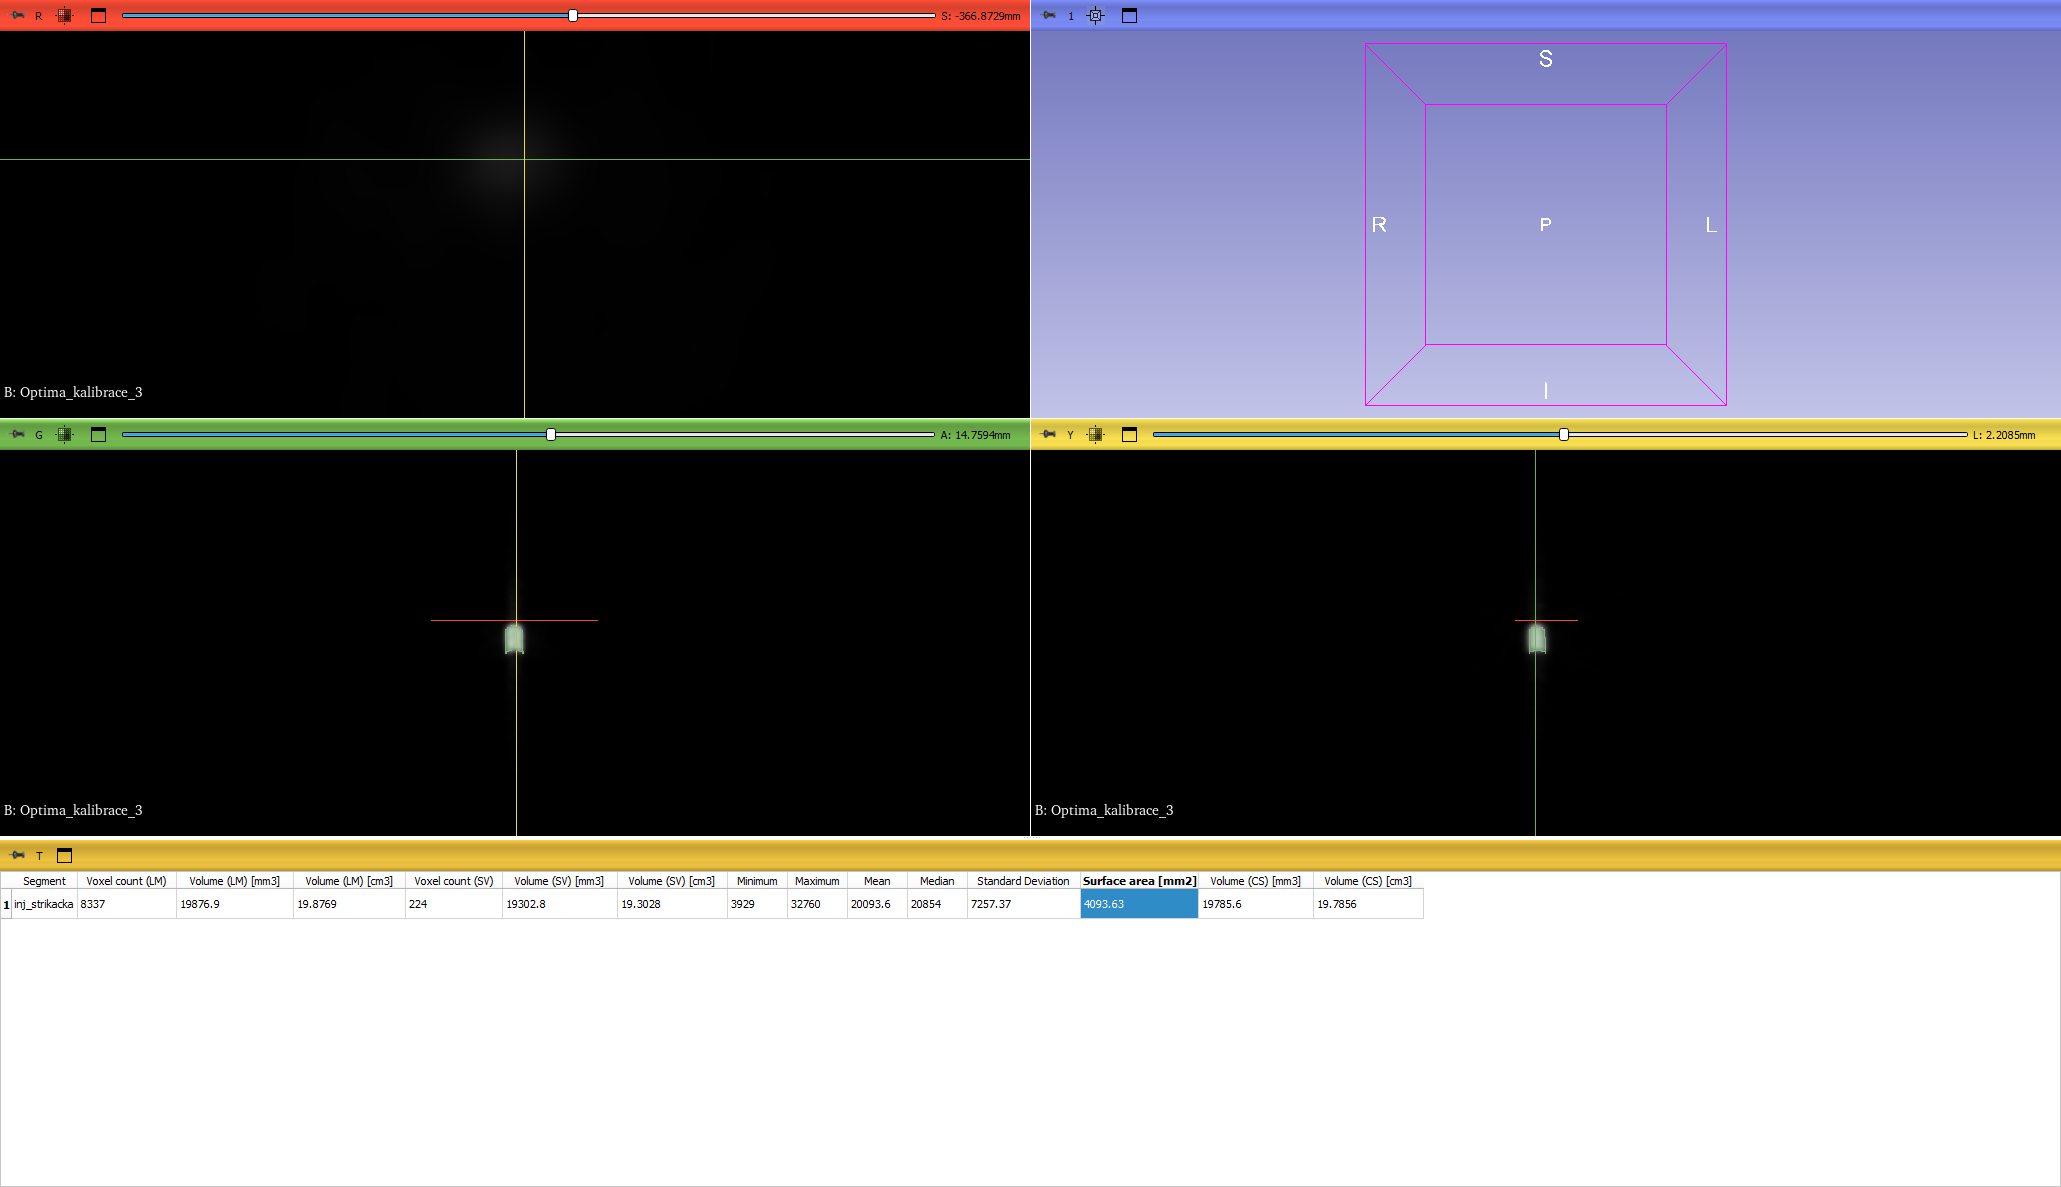 R S: -366.8729mm
1
S
R P L
I
B: Optima_kalibrace_3
G A: 14.7594mm
Y L: 2.2085mm
B: Optima_kalibrace_3
B: Optima_kalibrace_3
T
Segment Voxel count (LM) Volume (LM) [mm3] Volume (LM) [cm3] Voxel count (SV) Volume (SV) [mm3] Volume (SV) [cm3] Minimum Maximum Mean Median Standard Deviation Surface area [mm2] Volume (CS) [mm3] Volume (CS) [cm3]
1 inj_strikacka 8337 19876.9 19.8769 224 19302.8 19.3028 3929 32760 20093.6 20854 7257.37 4093.63 19785.6 19.7856